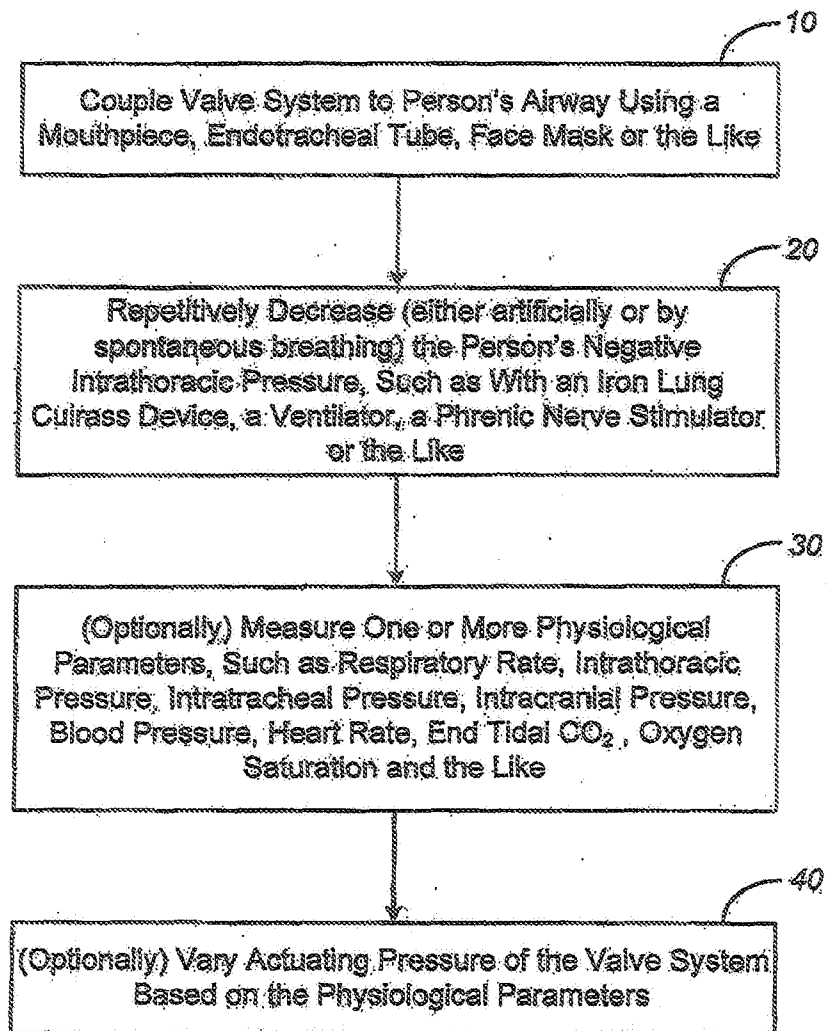 10
Couple Valve System to Person's Airway Using a
Mouthpiece, Endotracheal Tube, Face Mask or the Like
20
Repetitively Decrease (either artificially or by
spontaneous breathing) the Person's Negative
Intrathoracic Pressure, Such as With an Iron Lung
Cuirass Device, a Ventilator, a Phrenic Nerve Stimulator
or the Like
30
(Optionally) Measure One or More Physiological
Parameters, Such as Respiratory Rate, Intrathoracic
Pressure, Intratracheal Pressure, Intracranial Pressure,
Blood Pressure, Heart Rate, End Tidal CO₂, Oxygen
Saturation and the Like
40
(Optionally) Vary Actuating Pressure of the Valve System
Based on the Physiological Parameters